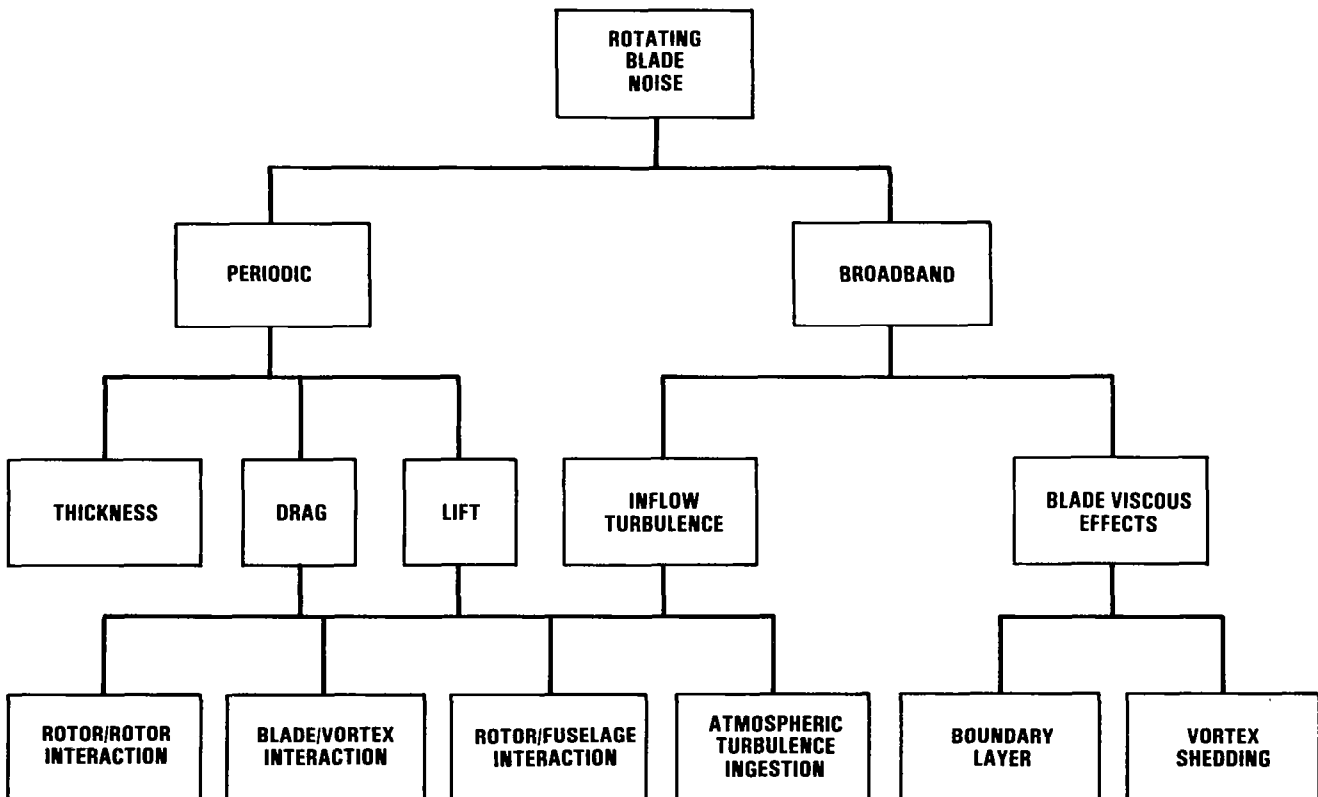 ROTATING
BLADE
NOISE
PERIODIC
BROADBAND
THICKNESS
DRAG
LIFT
INFLOW
TURBULENCE
BLADE VISCOUS
EFFECTS
ROTOR/ROTOR
INTERACTION
BLADE/VORTEX
INTERACTION
ROTOR/FUSELAGE
INTERACTION
ATMOSPHERIC
TURBULENCE
INGESTION
BOUNDARY
LAYER
VORTEX
SHEDDING